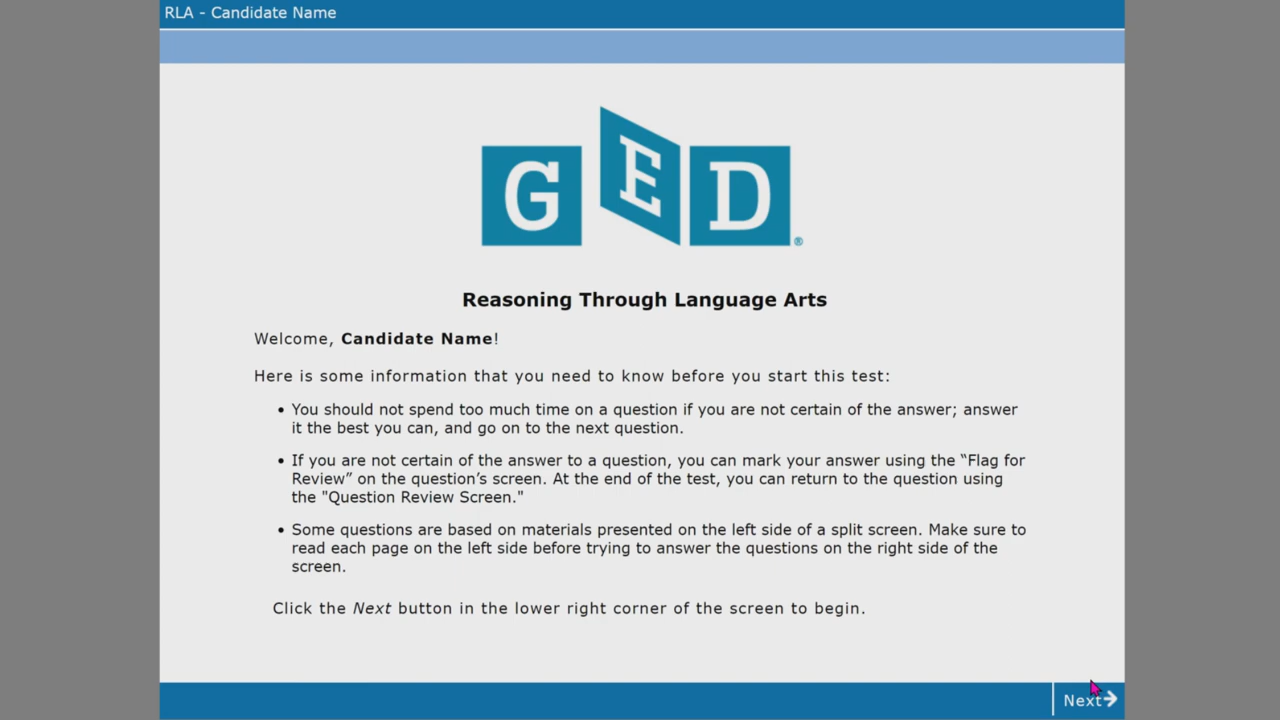 RLA - Candidate Name
GED®
Reasoning Through Language Arts
Welcome, Candidate Name!
Here is some information that you need to know before you start this test:
• You should not spend too much time on a question if you are not certain of the answer; answer
it the best you can, and go on to the next question.
• If you are not certain of the answer to a question, you can mark your answer using the “Flag for
Review” on the question’s screen. At the end of the test, you can return to the question using
the "Question Review Screen."
• Some questions are based on materials presented on the left side of a split screen. Make sure to
read each page on the left side before trying to answer the questions on the right side of the
screen.
Click the Next button in the lower right corner of the screen to begin.
Next